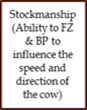 Stockmanship
(Ability to FZ
& BP to
influence the
speed and
direction of
the cow)